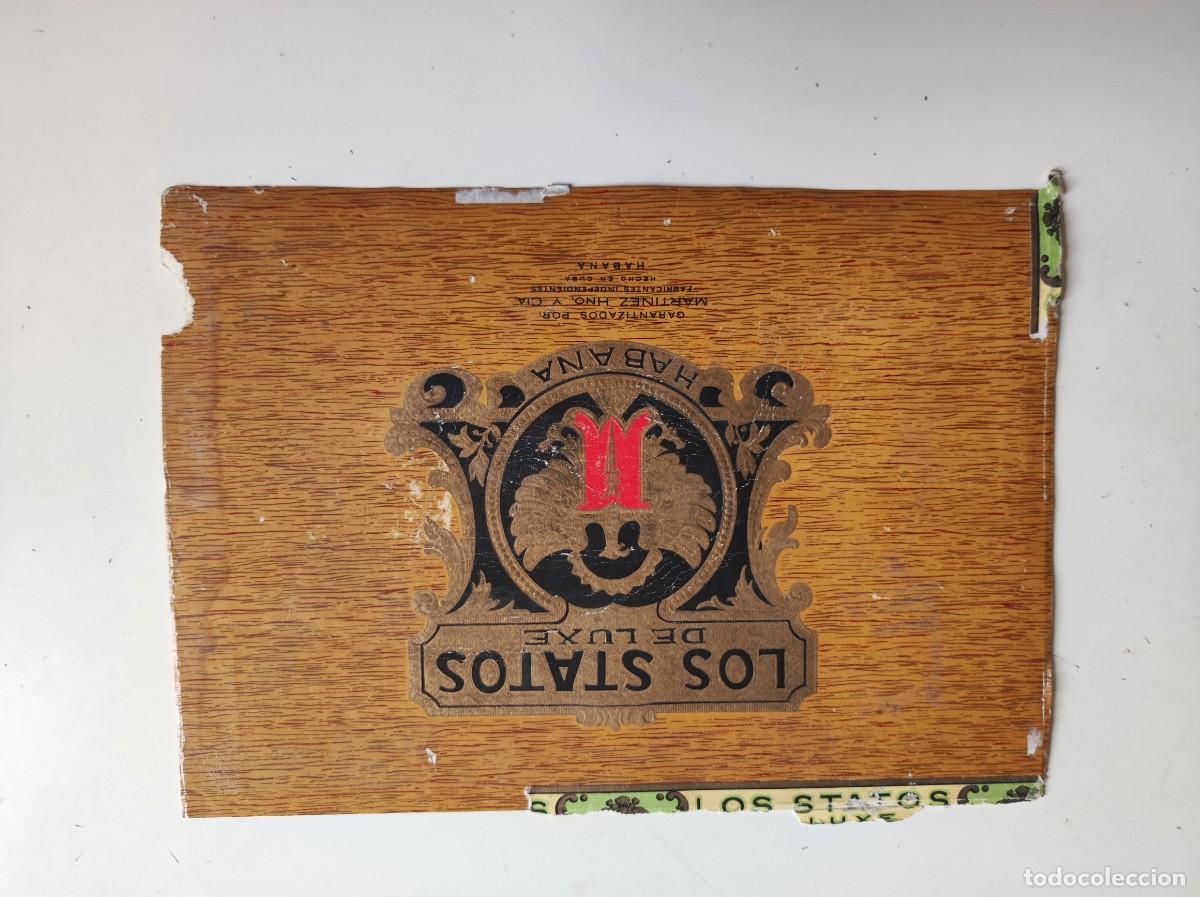 LOS STATOS
DE LUXE
M
HABANA
GARANTIZADOS POR:
MARTINEZ HNO. Y CIA
"FABRICANTES INDEPENDIENTES
HECHO EN CUBA
HABANA
S LOS STATOS
LUXE
todocoleccion